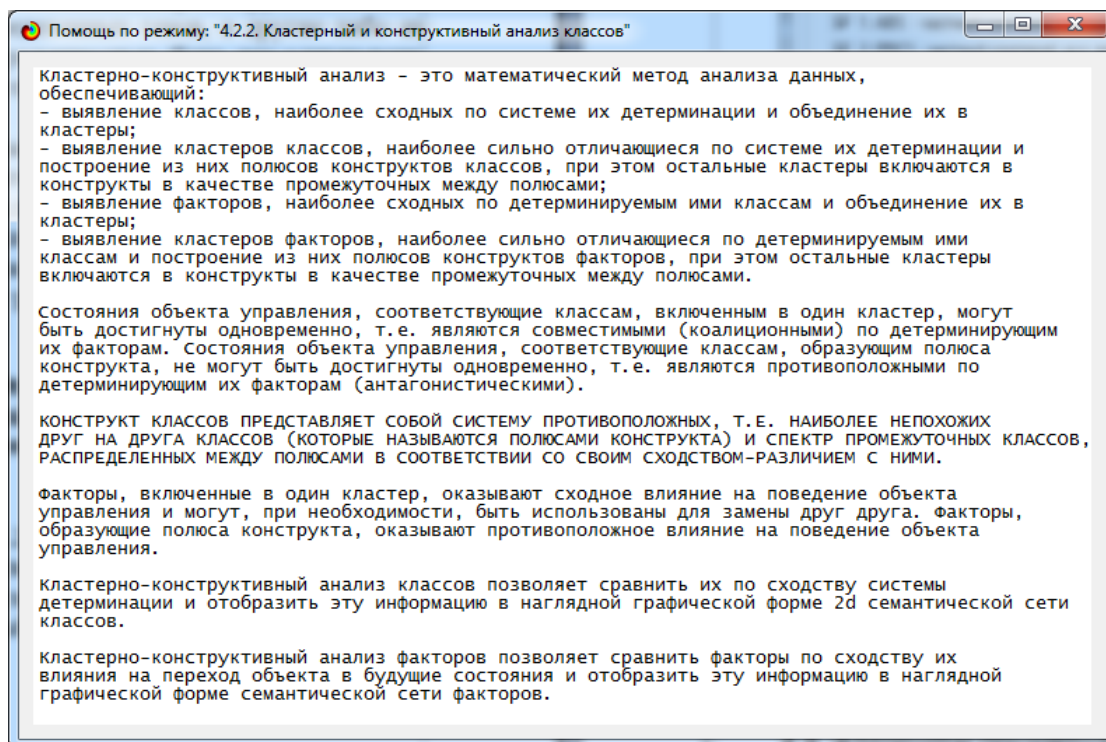 Помощь по режиму: "4.2.2. Кластерный и конструктивный анализ классов"
Кластерно-конструктивный анализ - это математический метод анализа данных,
обеспечивающий:
- выявление классов, наиболее сходных по системе их детерминации и объединение их в
кластеры;
- выявление кластеров классов, наиболее сильно отличающиеся по системе их детерминации и
построение из них полюсов конструктов классов, при этом остальные кластеры включаются в
конструкты в качестве промежуточных между полюсами;
- выявление факторов, наиболее сходных по детерминируемым ими классам и объединение их в
кластеры;
- выявление кластеров факторов, наиболее сильно отличающиеся по детерминируемым ими
классам и построение из них полюсов конструктов факторов, при этом остальные кластеры
включаются в конструкты в качестве промежуточных между полюсами.
Состояния объекта управления, соответствующие классам, включенным в один кластер, могут
быть достигнуты одновременно, т.е. являются совместимыми (коалиционными) по детерминирующим
их факторам. Состояния объекта управления, соответствующие классам, образующим полюса
конструкта, не могут быть достигнуты одновременно, т.е. являются противоположными по
детерминирующим их факторам (антагонистическими).
КОНСТРУКТ КЛАССОВ ПРЕДСТАВЛЯЕТ СОБОЙ СИСТЕМУ ПРОТИВОПОЛОЖНЫХ, Т.Е. НАИБОЛЕЕ НЕПОХОЖИХ
ДРУГ НА ДРУГА КЛАССОВ (КОТОРЫЕ НАЗЫВАЮТСЯ ПОЛЮСАМИ КОНСТРУКТА) И СПЕКТР ПРОМЕЖУТОЧНЫХ КЛАССОВ,
РАСПРЕДЕЛЕННЫХ МЕЖДУ ПОЛЮСАМИ В СООТВЕТСТВИИ СО СВОИМ СХОДСТВОМ-РАЗЛИЧИЕМ С НИМИ.
Факторы, включенные в один кластер, оказывают сходное влияние на поведение объекта
управления и могут, при необходимости, быть использованы для замены друг друга. Факторы,
образующие полюса конструкта, оказывают противоположное влияние на поведение объекта
управления.
Кластерно-конструктивный анализ классов позволяет сравнить их по сходству системы
детерминации и отобразить эту информацию в наглядной графической форме 2d семантической сети
классов.
Кластерно-конструктивный анализ факторов позволяет сравнить факторы по сходству их
влияния на переход объекта в будущие состояния и отобразить эту информацию в наглядной
графической форме семантической сети факторов.